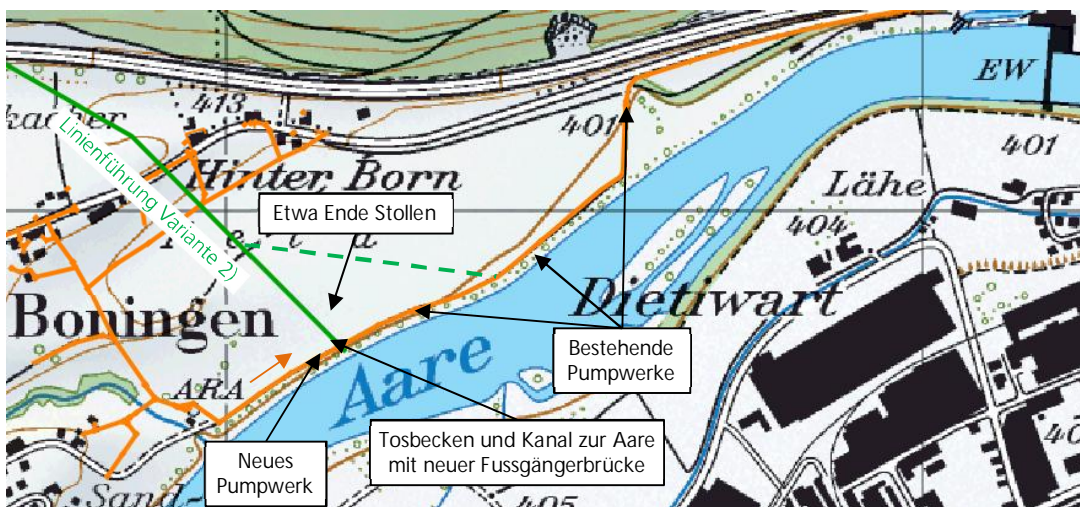 EW
413
401
401
Linienführung Variante 2)
Hinter Born
Lähe
Etwa Ende Stollen
404
Dietiwart
Boningen
Bestehende
Pumpwerke
Aare
ARA
Tosbecken und Kanal zur Aare
mit neuer Fussgängerbrücke
Neues
Pumpwerk
Sand-
405